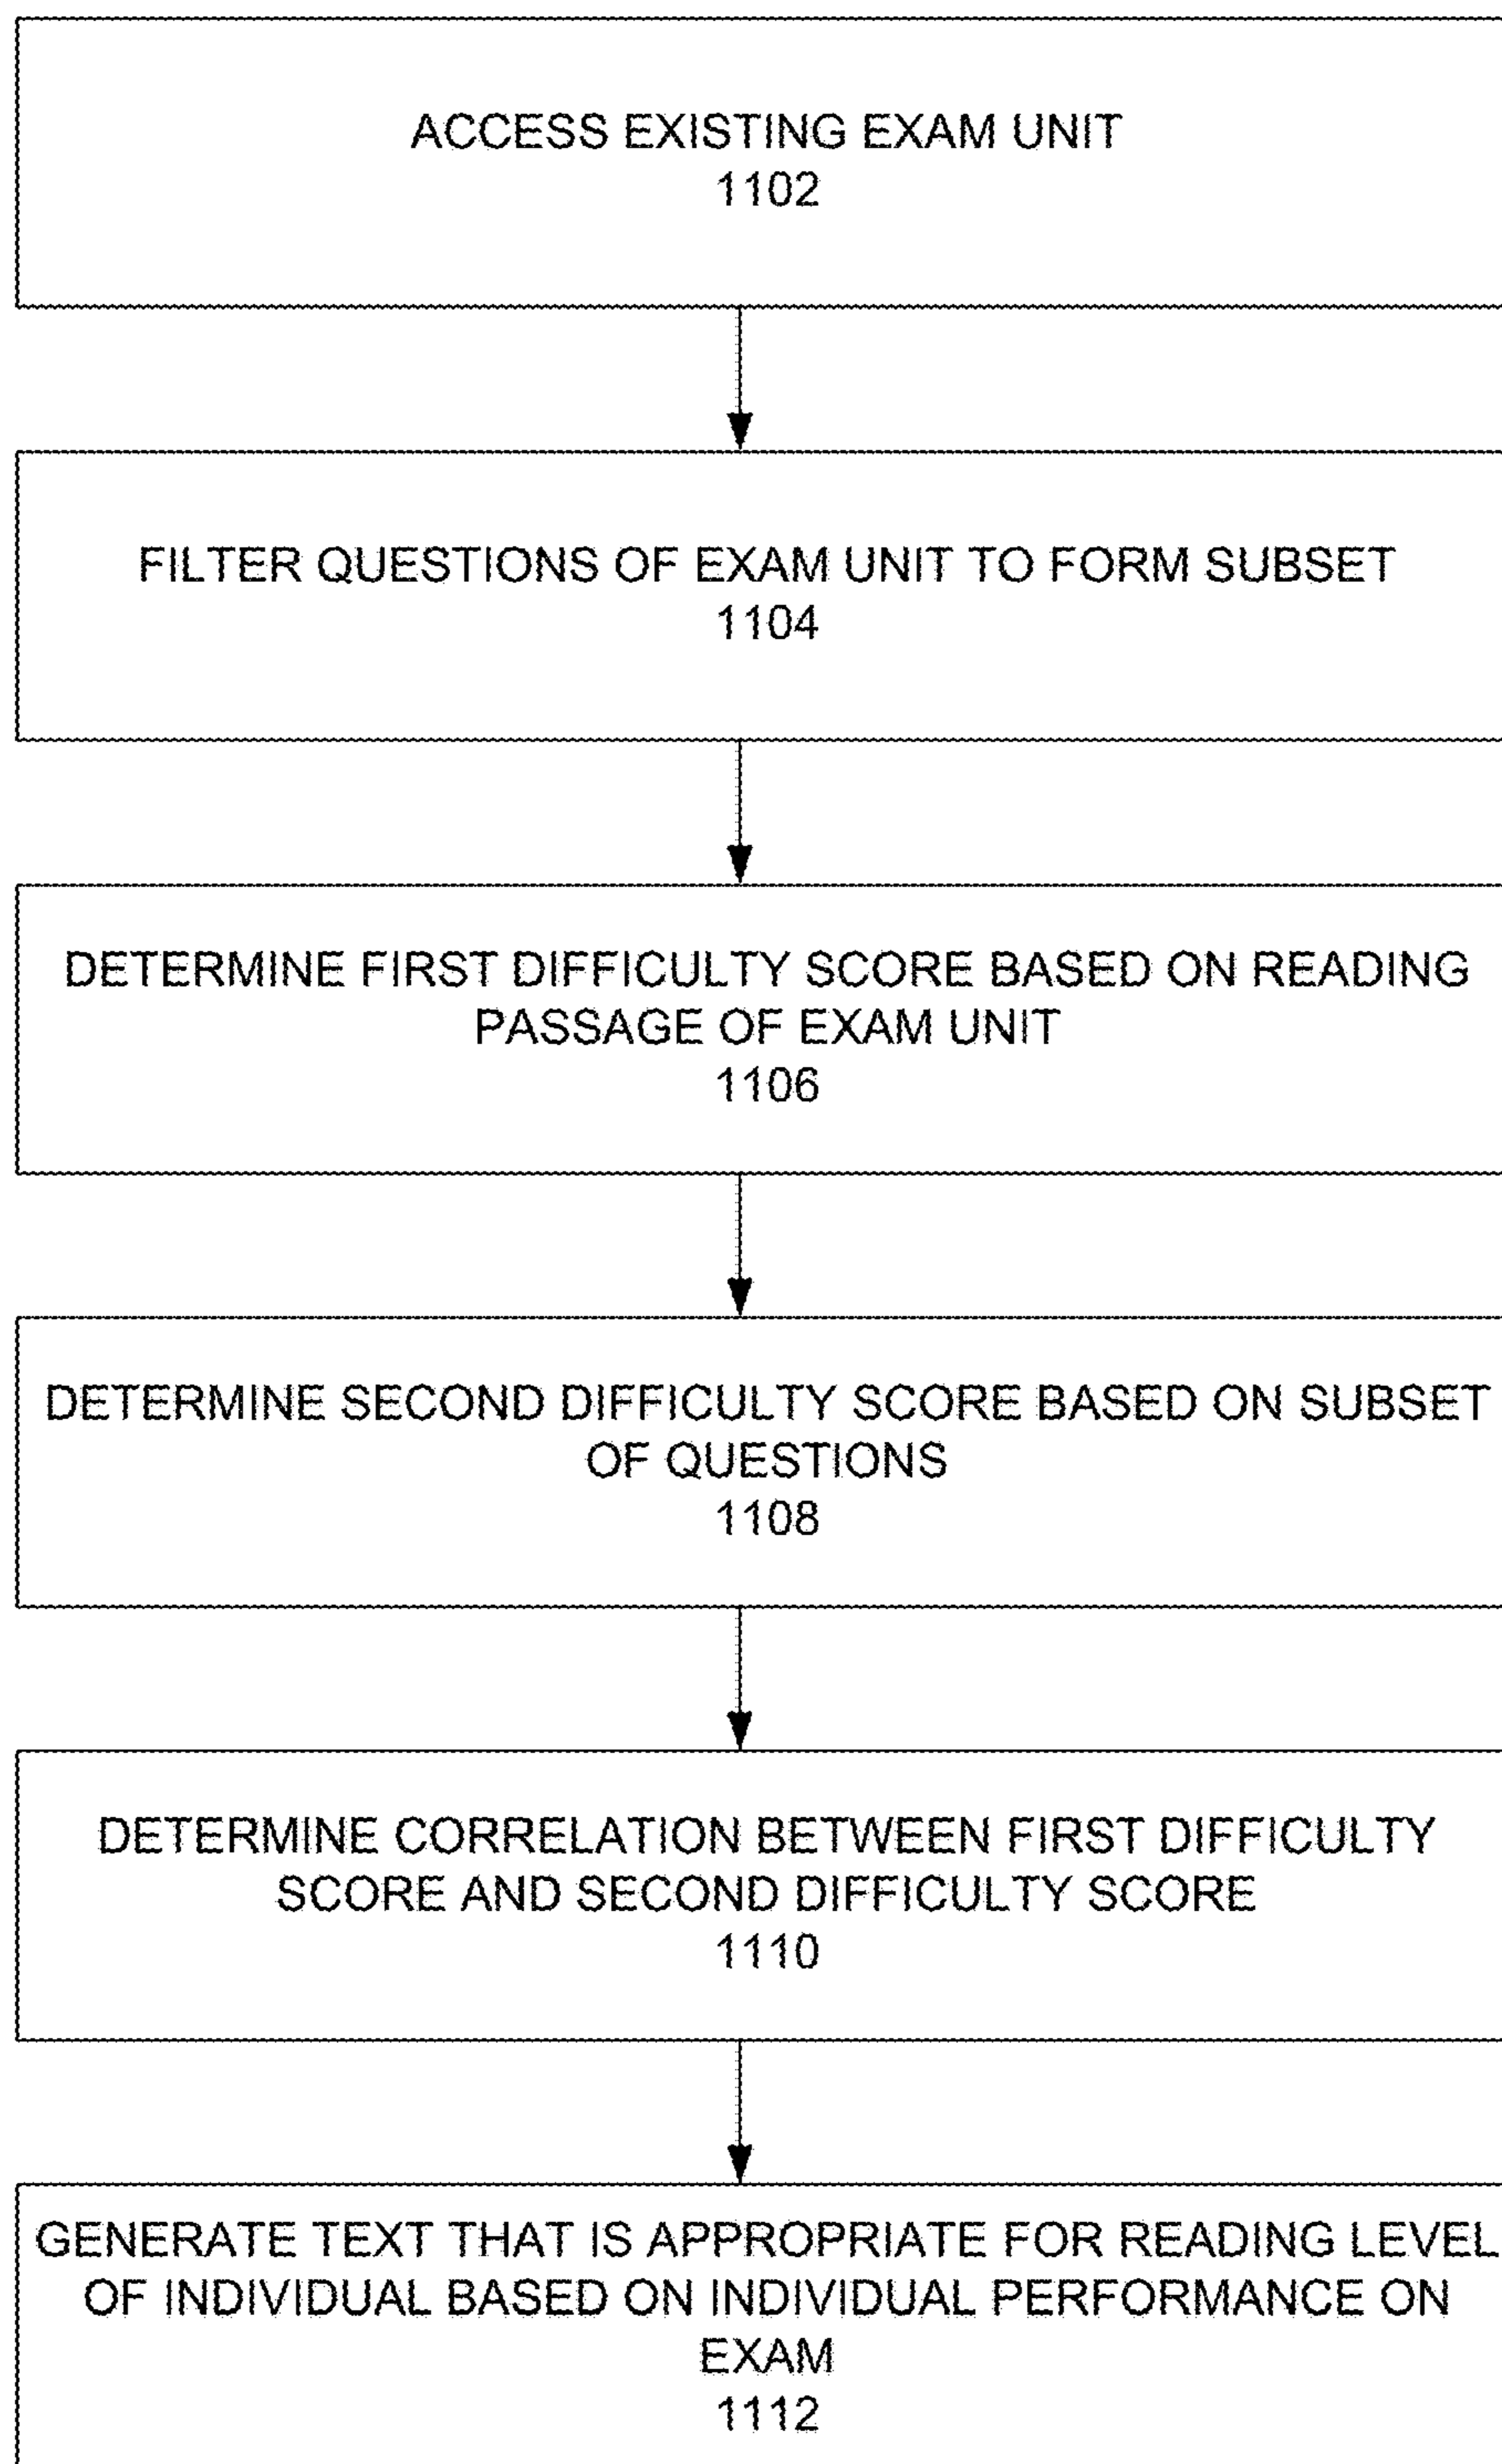 ACCESS EXISTING EXAM UNIT
1102
FILTER QUESTIONS OF EXAM UNIT TO FORM SUBSET
1104
DETERMINE FIRST DIFFICULTY SCORE BASED ON READING
PASSAGE OF EXAM UNIT
1106
DETERMINE SECOND DIFFICULTY SCORE BASED ON SUBSET
OF QUESTIONS
1108
DETERMINE CORRELATION BETWEEN FIRST DIFFICULTY
SCORE AND SECOND DIFFICULTY SCORE
1110
GENERATE TEXT THAT IS APPROPRIATE FOR READING LEVEL
OF INDIVIDUAL BASED ON INDIVIDUAL PERFORMANCE ON
EXAM
1112